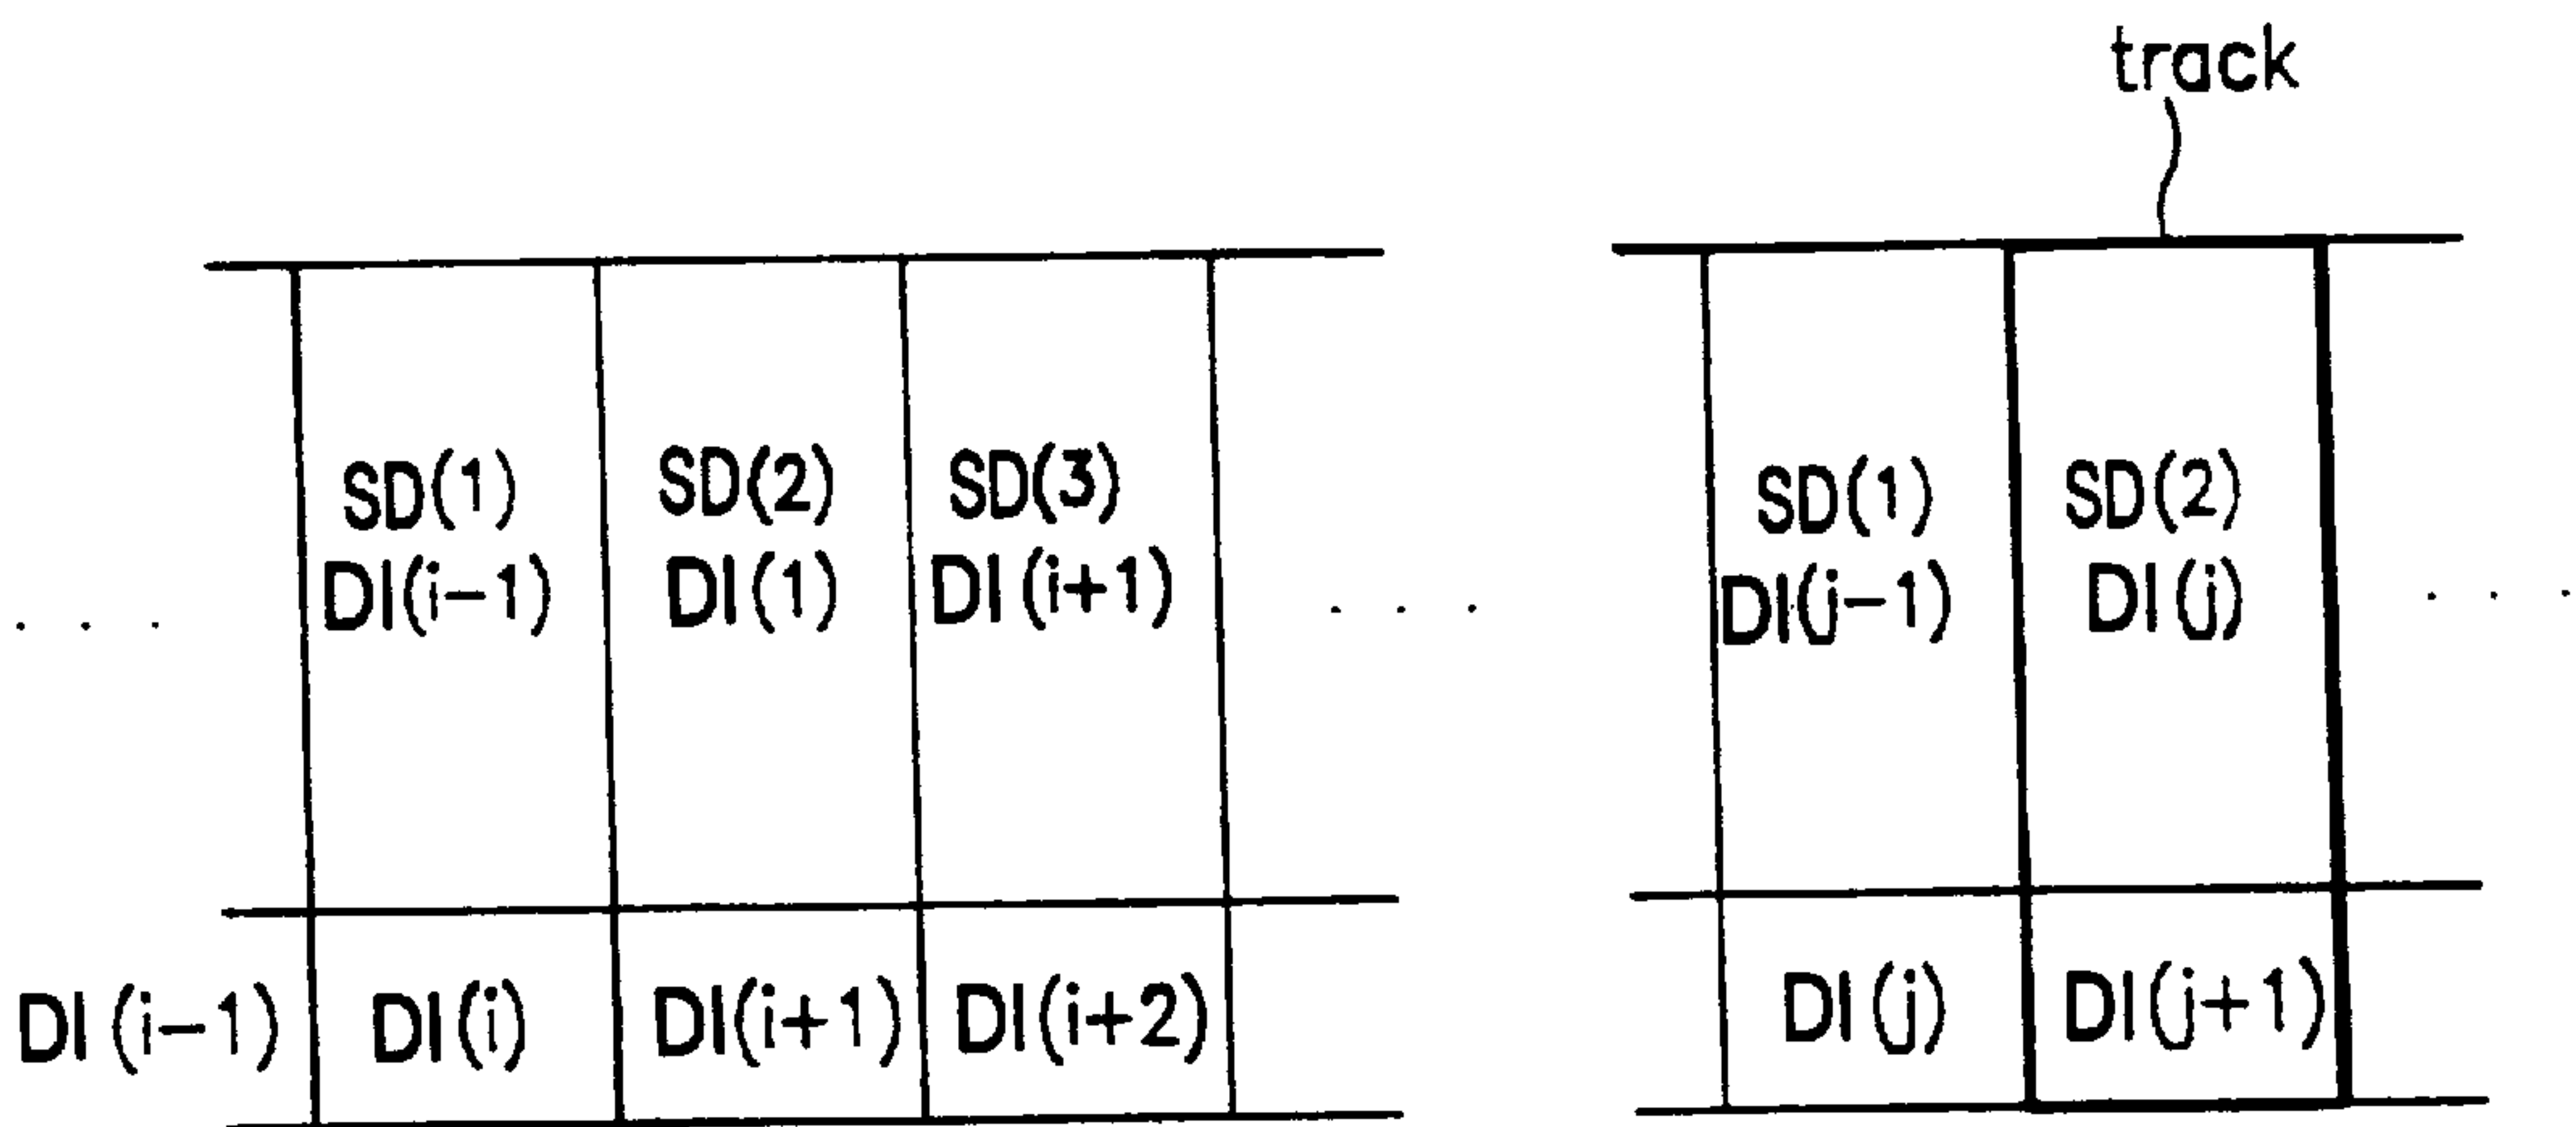 track
SD(1) SD(2) SD(3) SD(1) SD(2)
DI(i-1) DI(1) DI(i+1) DI(j-1) DI(j)
. . . . . . . . .
DI(i-1) DI(i) DI(i+1) DI(i+2) DI(j) DI(j+1)